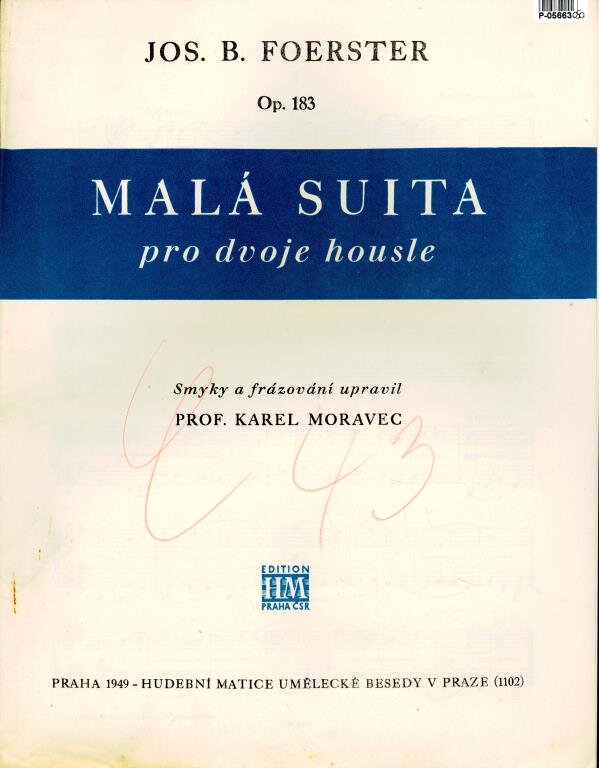 P-05663
JOS. B. FOERSTER
Op. 183
MALÁ SUITA
pro dvoje housle
Smyky a frázování upravil
PROF. KAREL MORAVEC
43
EDITION
HM
PRAHA ČSR
PRAHA 1949 - HUDEBNÍ MATICE UMĚLECKÉ BESEDY V PRAZE (1102)